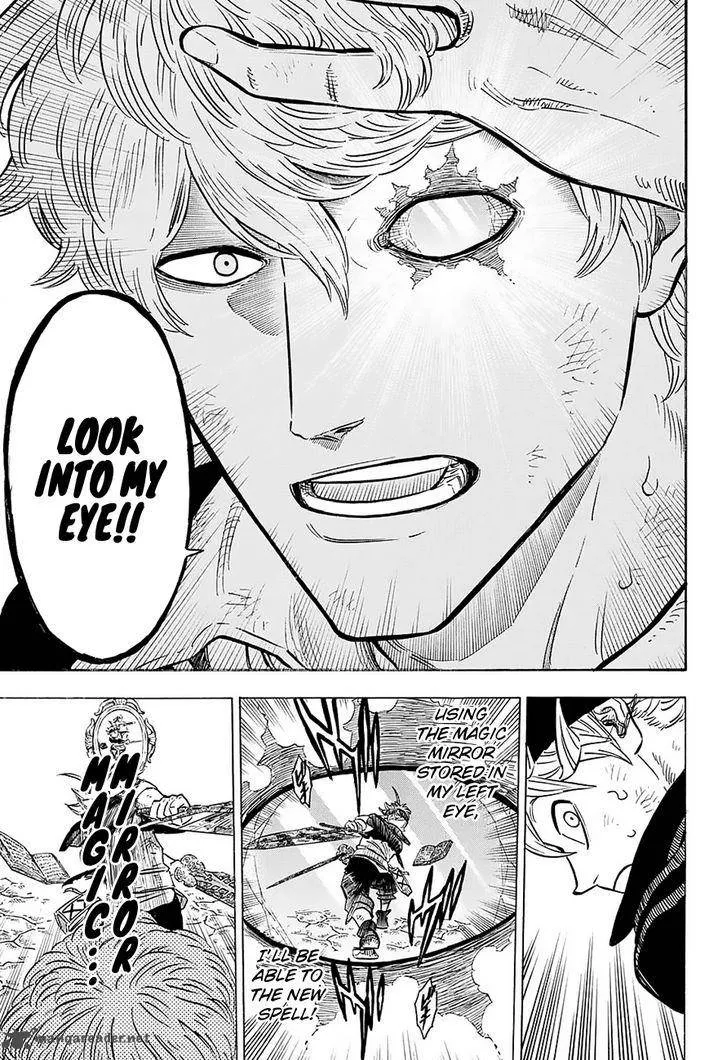 LOOK
INTO MY
EYE!!
USING
THE MAGIC
MIRROR
STORED IN
MY LEFT
EYE,
I'LL BE
ABLE TO
THE NEW
SPELL!
MIRROR
MAGIC...
7
mangareader.net